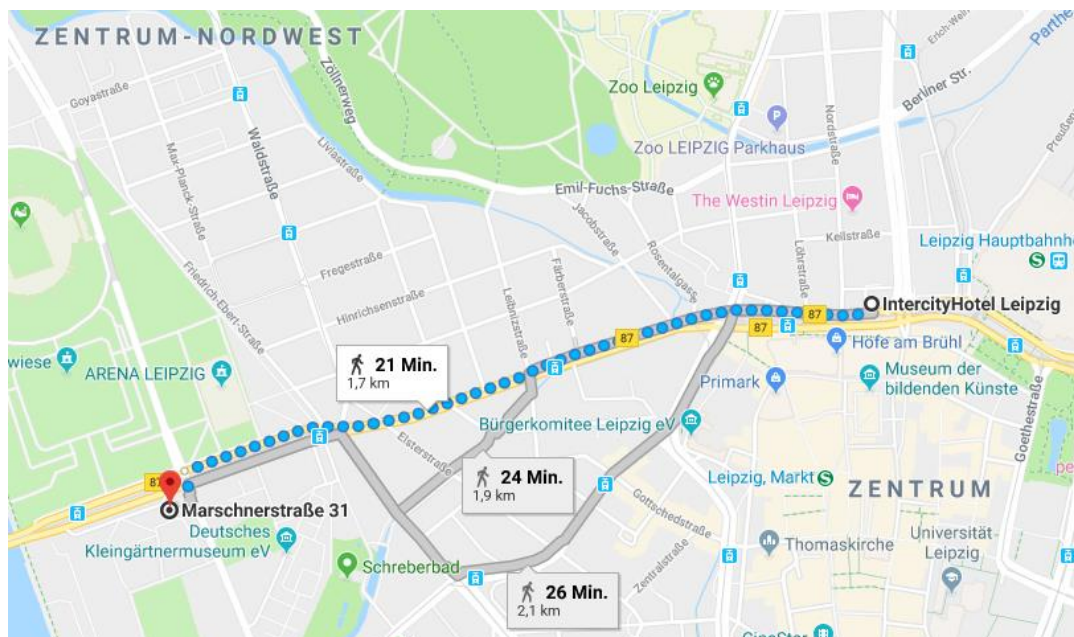 ZENTRUM-NORDWEST
Zöllnerweg
Goyastraße
Waldstraße
Max-Planck-Straße
Liviastraße
Zoo Leipzig
P
Zoo LEIPZIG Parkhaus
Nordstraße
Berliner Str.
Emil-Fuchs-Straße
The Westin Leipzig
Jacobstraße
Rosentalgass
Löhrstraße
Keilstraße
Leipzig Hauptbahnh
S
Fregestraße
Färberstraße
Leibnizstraße
Hinrichsenstraße
Friedrich-Ebert-Straße
IntercityHotel Leipzig
87
87
87
Höfe am Brühl
wiese
ARENA LEIPZIG
21 Min.
1,7 km
Primark
Museum der
bildenden Künste
Goethestraße
Bürgerkomitee Leipzig eV
Elsterstraße
24 Min.
1,9 km
Leipzig, Markt
S
ZENTRUM
87
Marschnerstraße 31
Deutsches
Kleingärtnermuseum eV
Gottschedstraße
Zentralstraße
Thomaskirche
Universität
Leipzig
Schreberbad
26 Min.
2,1 km